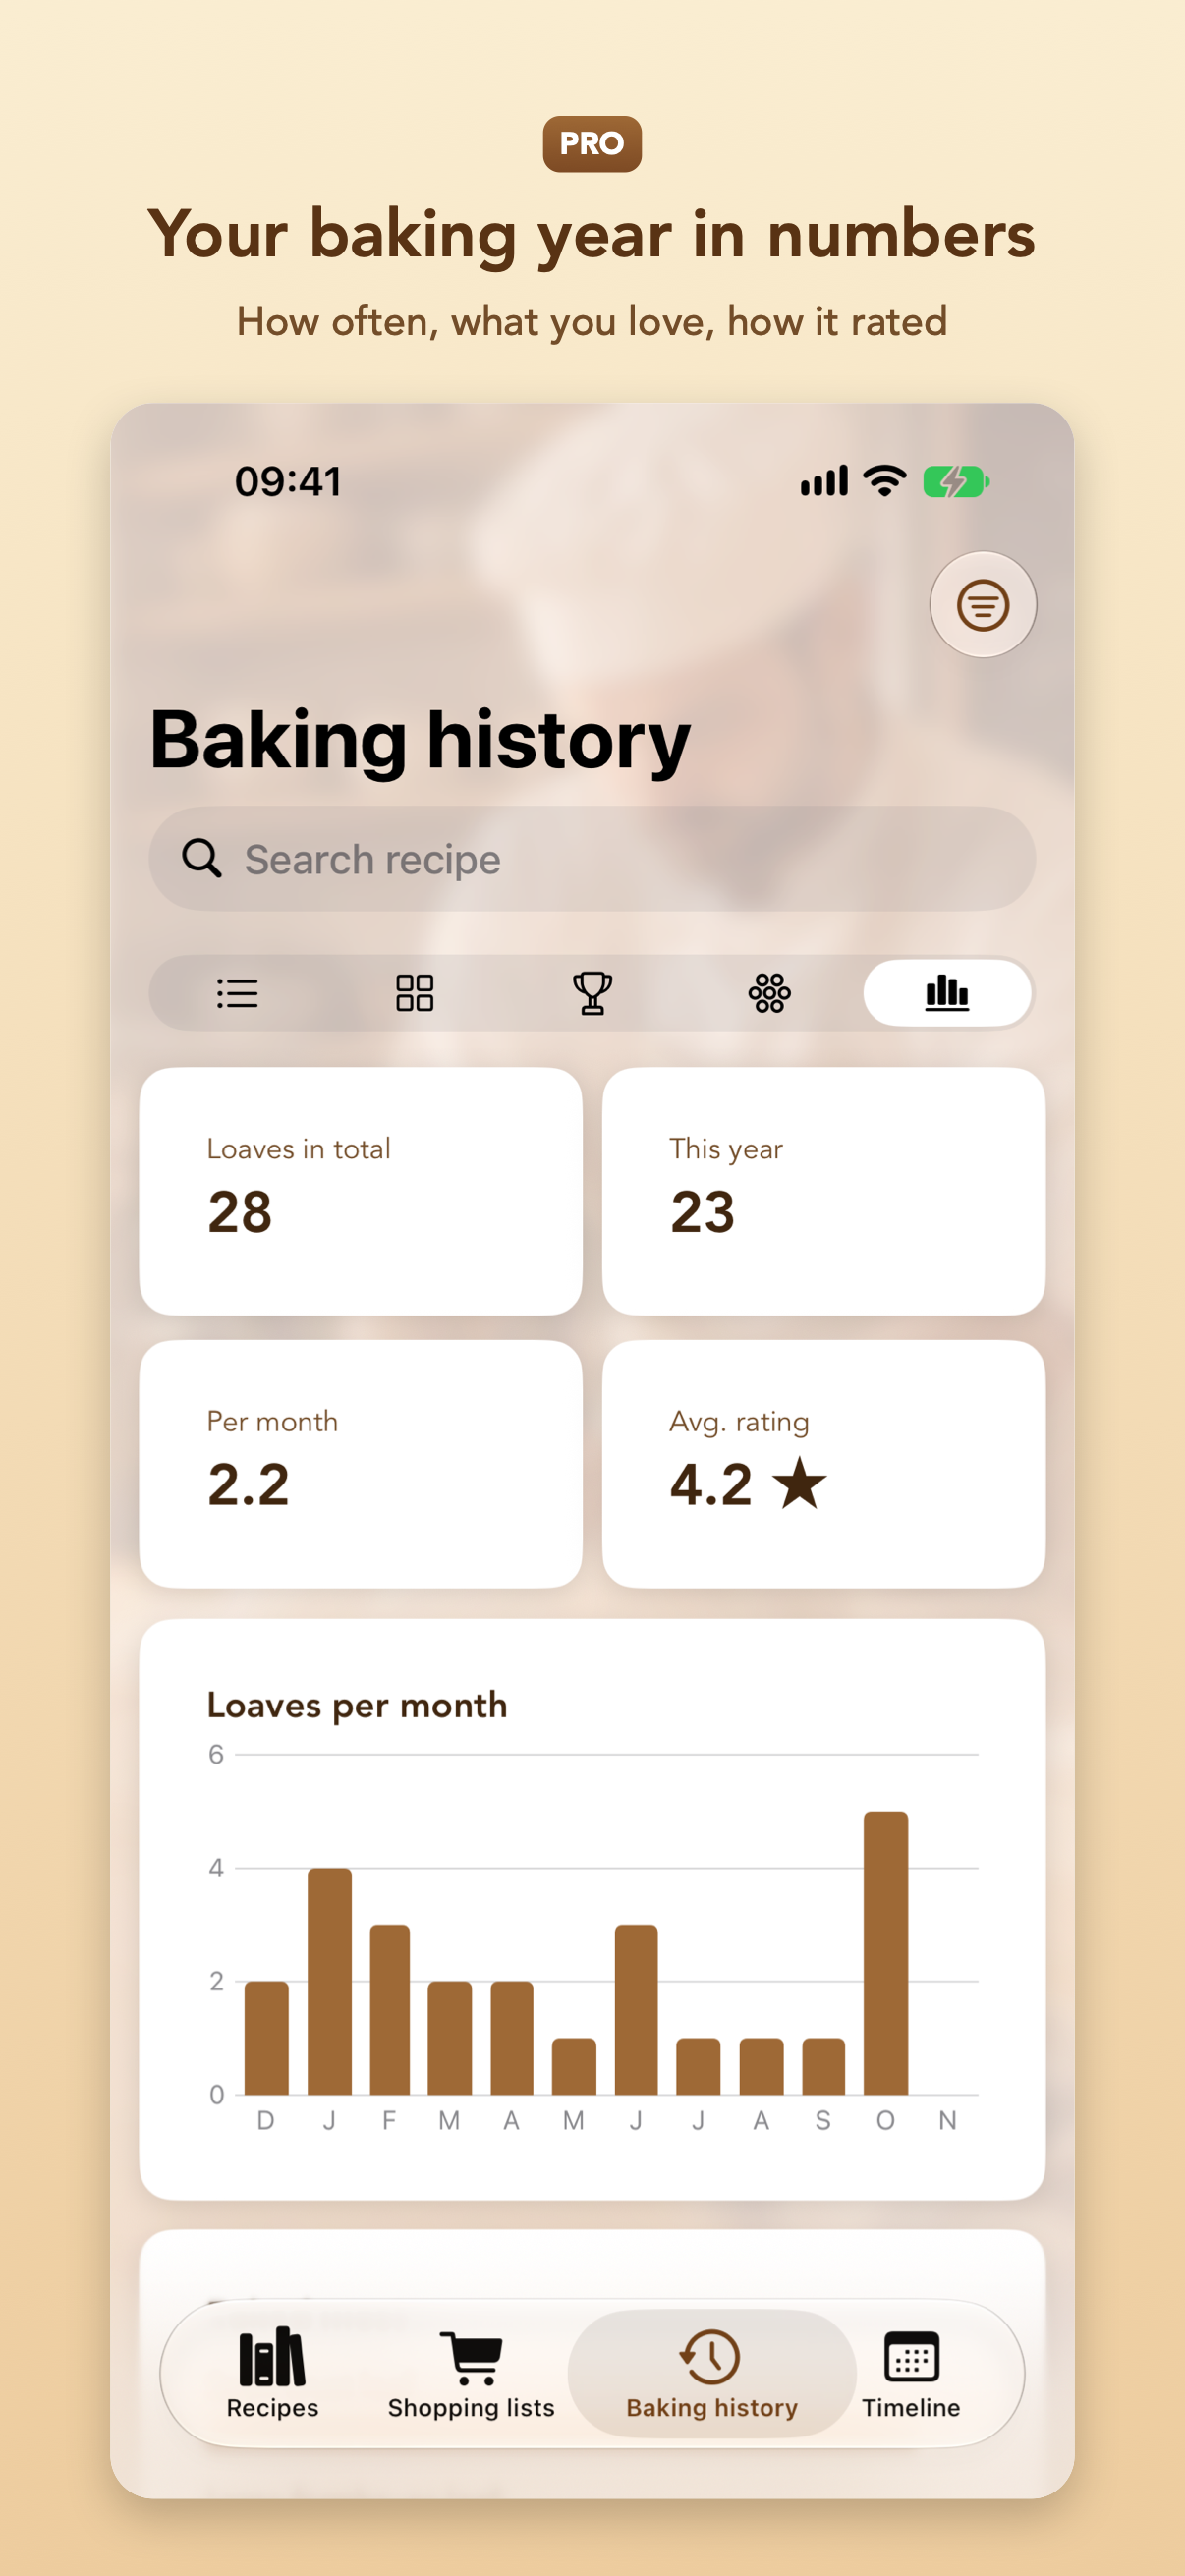 PRO
Your baking year in numbers
How often, what you love, how it rated
09:41
Baking history
Search recipe
Loaves in total
28
This year
23
Per month
2.2
Avg. rating
4.2 ★
Loaves per month
6
4
2
0
D J F M A M J J A S O N
Recipes
Shopping lists
Baking history
Timeline